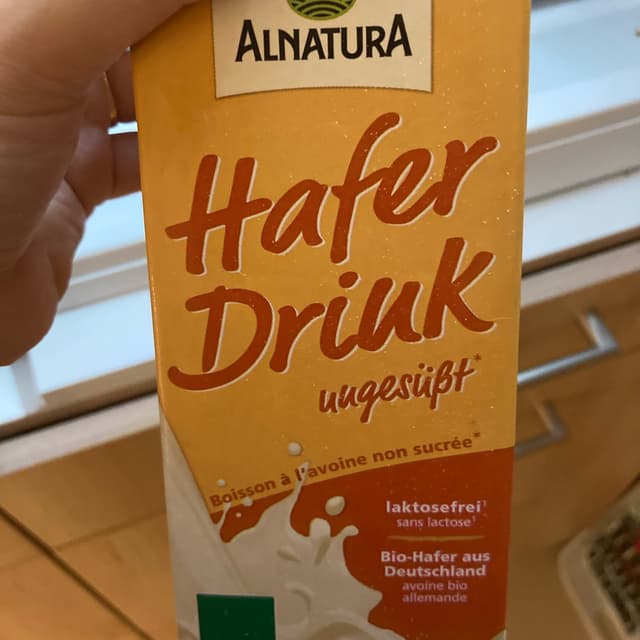 ALNATURA
Hafer
Drink
ungesüßt*
Boisson à l'avoine non sucrée*
laktosefrei¹
sans lactose¹
Bio-Hafer aus
Deutschland
avoine bio
allemande